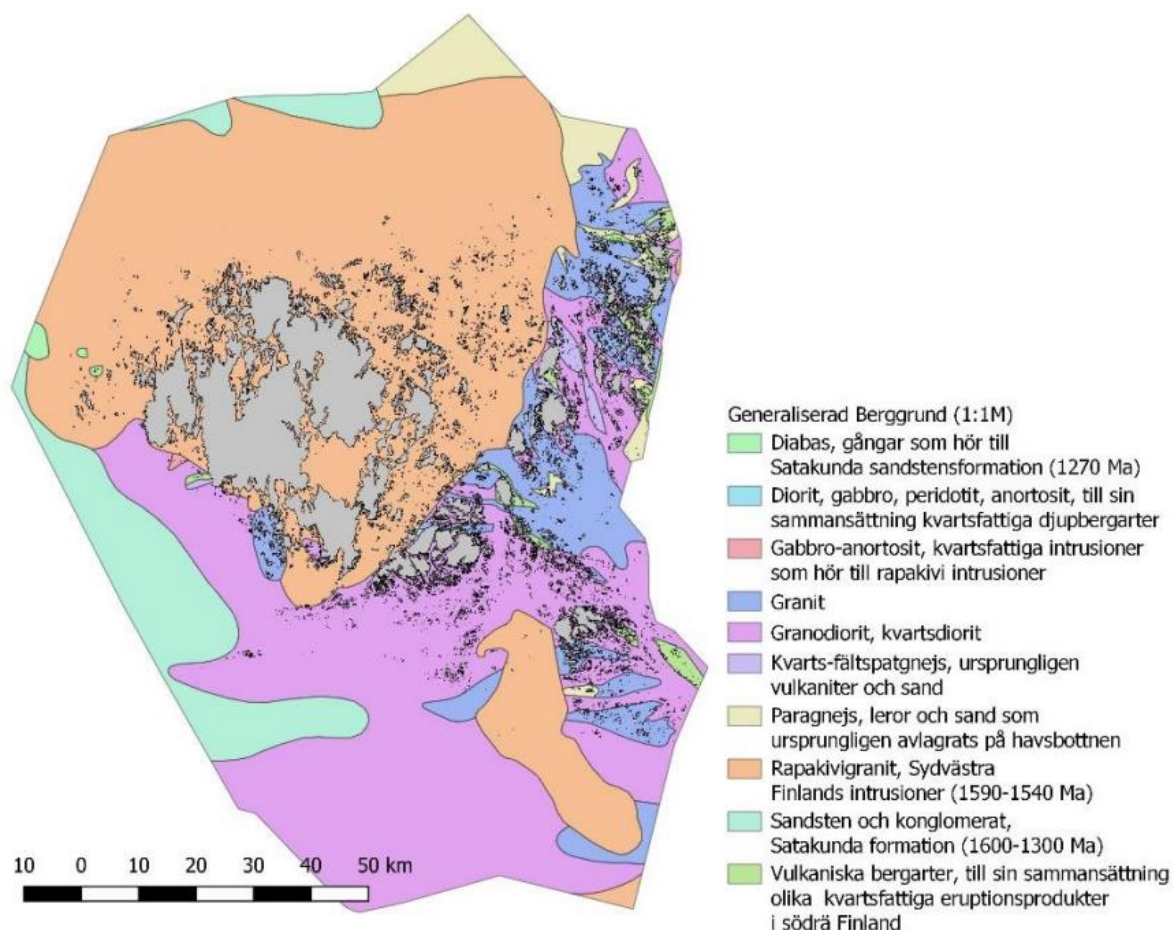 Generaliserad Berggrund (1:1M)
Diabas, gångar som hör till
Satakunda sandstensformation (1270 Ma)
Diorit, gabbro, peridotit, anortosit, till sin
sammansättning kvartsfattiga djupbergarter
Gabbro-anortosit, kvartsfattiga intrusioner
som hör till rapakivi intrusioner
Granit
Granodiorit, kvartsdiorit
Kvarts-fältspatgnejs, ursprungligen
vulkaniter och sand
Paragnejs, leror och sand som
ursprungligen avlagrats på havsbottnen
Rapakivigranit, Sydvästra
Finlands intrusioner (1590-1540 Ma)
Sandsten och konglomerat,
Satakunda formation (1600-1300 Ma)
Vulkaniska bergarter, till sin sammansättning
olika kvartsfattiga eruptionsprodukter
i södrä Finland
10 0 10 20 30 40 50 km